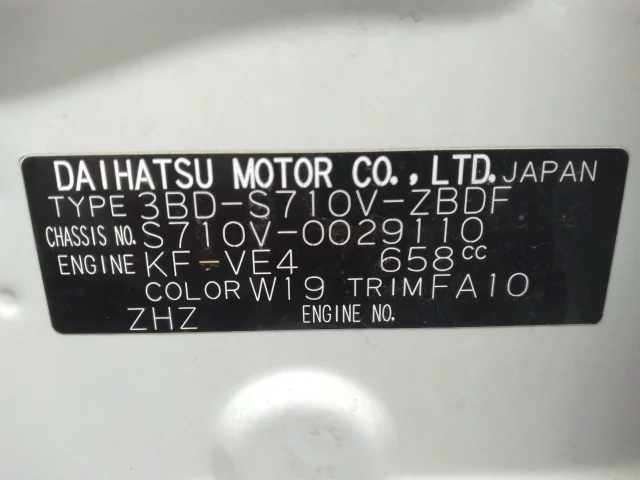 DAIHATSU MOTOR CO.,LTD. JAPAN
TYPE 3BD-S710V-ZBDF
CHASSIS NO. S710V-0029110
ENGINE KF-VE4 658cc
COLOR W19 TRIM FA10
ZHZ ENGINE NO.